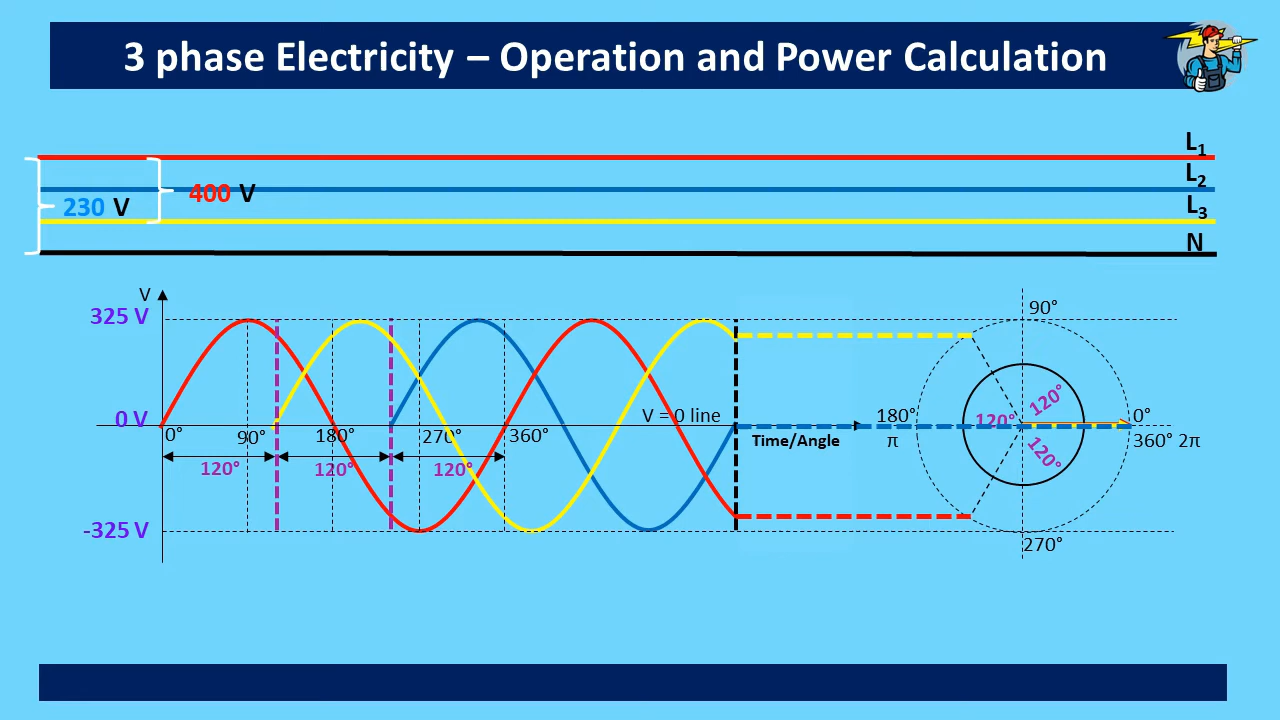 3 phase Electricity – Operation and Power Calculation
L1
L2
400 V
230 V
L3
N
V
325 V
90°
0 V
V = 0 line
180°
0°
120°
120°
0°
90°
180°
270°
360°
Time/Angle
π
360° 2π
120°
120°
120°
120°
-325 V
270°